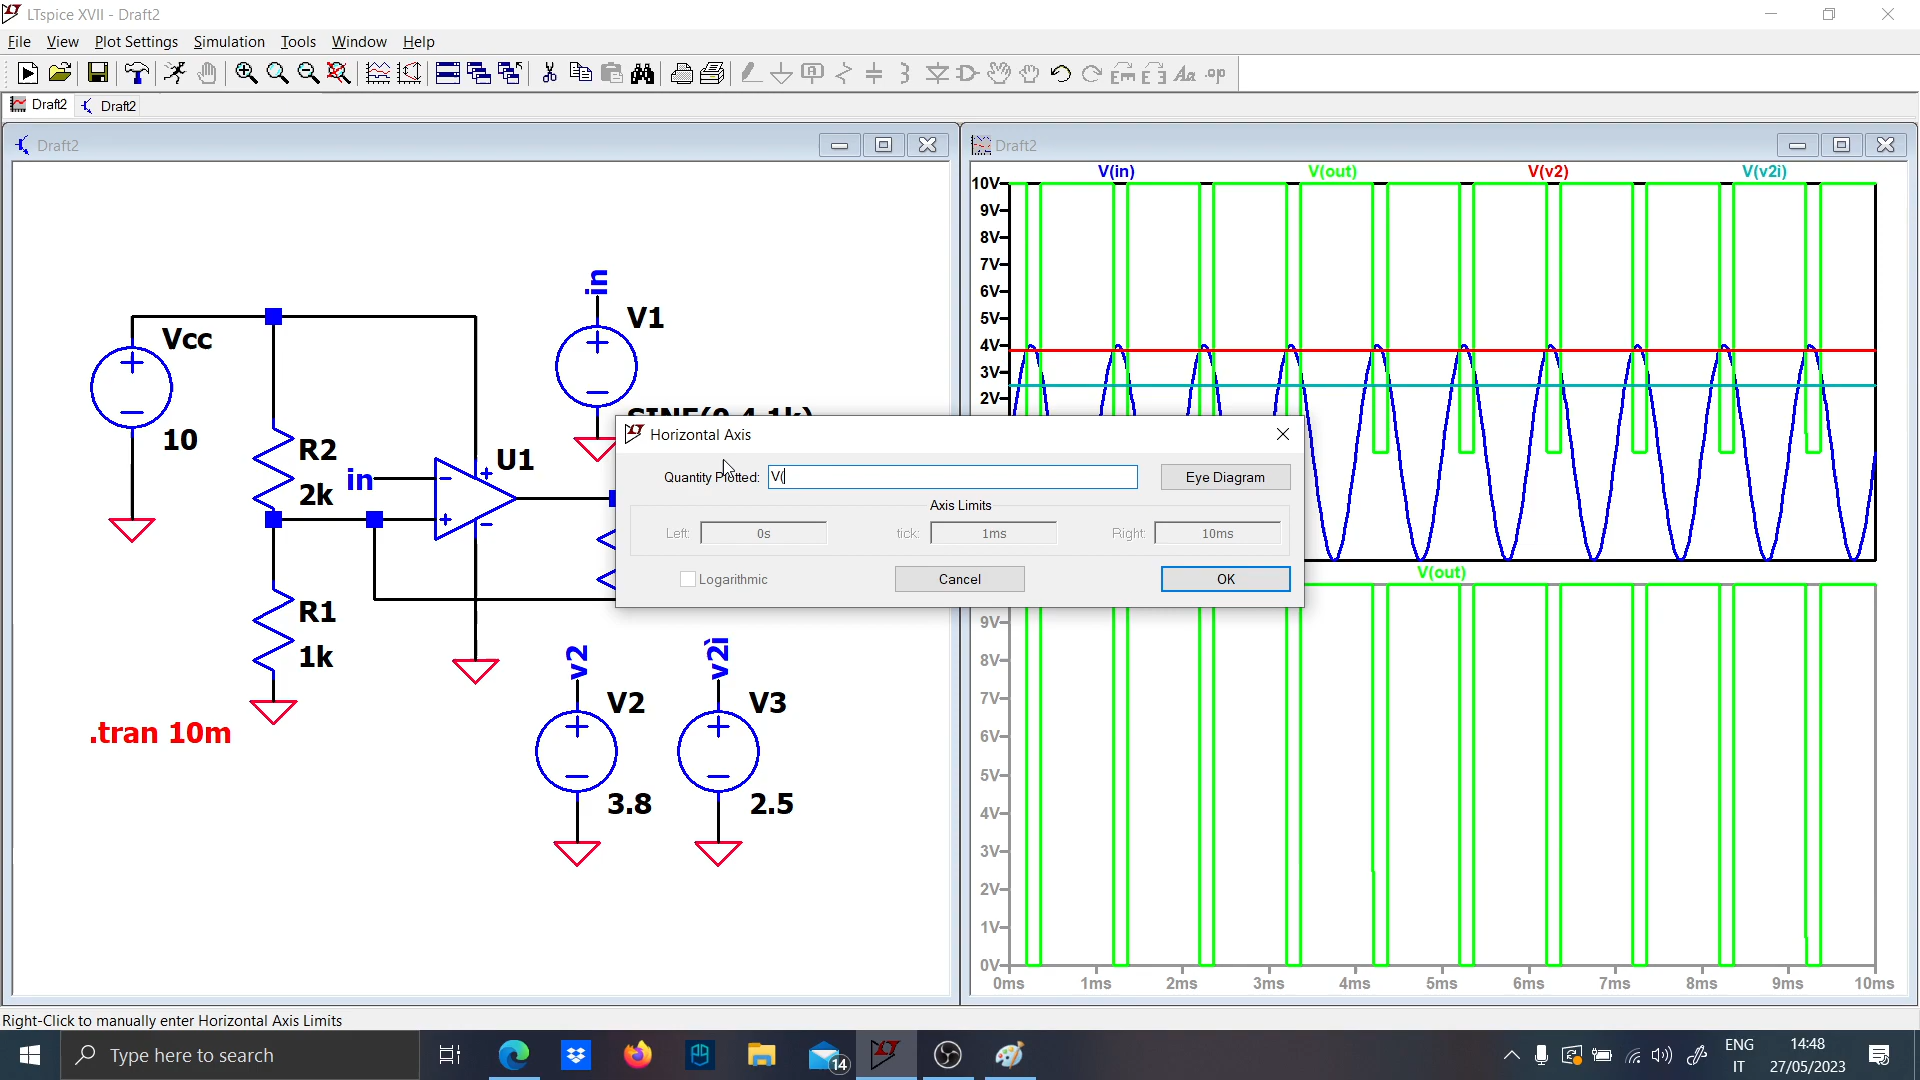 LTspice XVII - Draft2
File View Plot Settings Simulation Tools Window Help
Draft2 Draft2
Draft2
Vcc
10
R2
2k
in
U1
in
V1
R1
1k
.tran 10m
v2
V2
3.8
v2i
V3
2.5
Draft2
V(in) V(out) V(v2) V(v2i)
10V
9V
8V
7V
6V
5V
4V
3V
2V
Horizontal Axis
Quantity Plotted: V( Eye Diagram
Axis Limits
Left: 0s tick: 1ms Right: 10ms
Logarithmic Cancel OK
V(out)
9V
8V
7V
6V
5V
4V
3V
2V
1V
0V
0ms 1ms 2ms 3ms 4ms 5ms 6ms 7ms 8ms 9ms 10ms
Right-Click to manually enter Horizontal Axis Limits
Type here to search
14
ENG
IT
14:48
27/05/2023